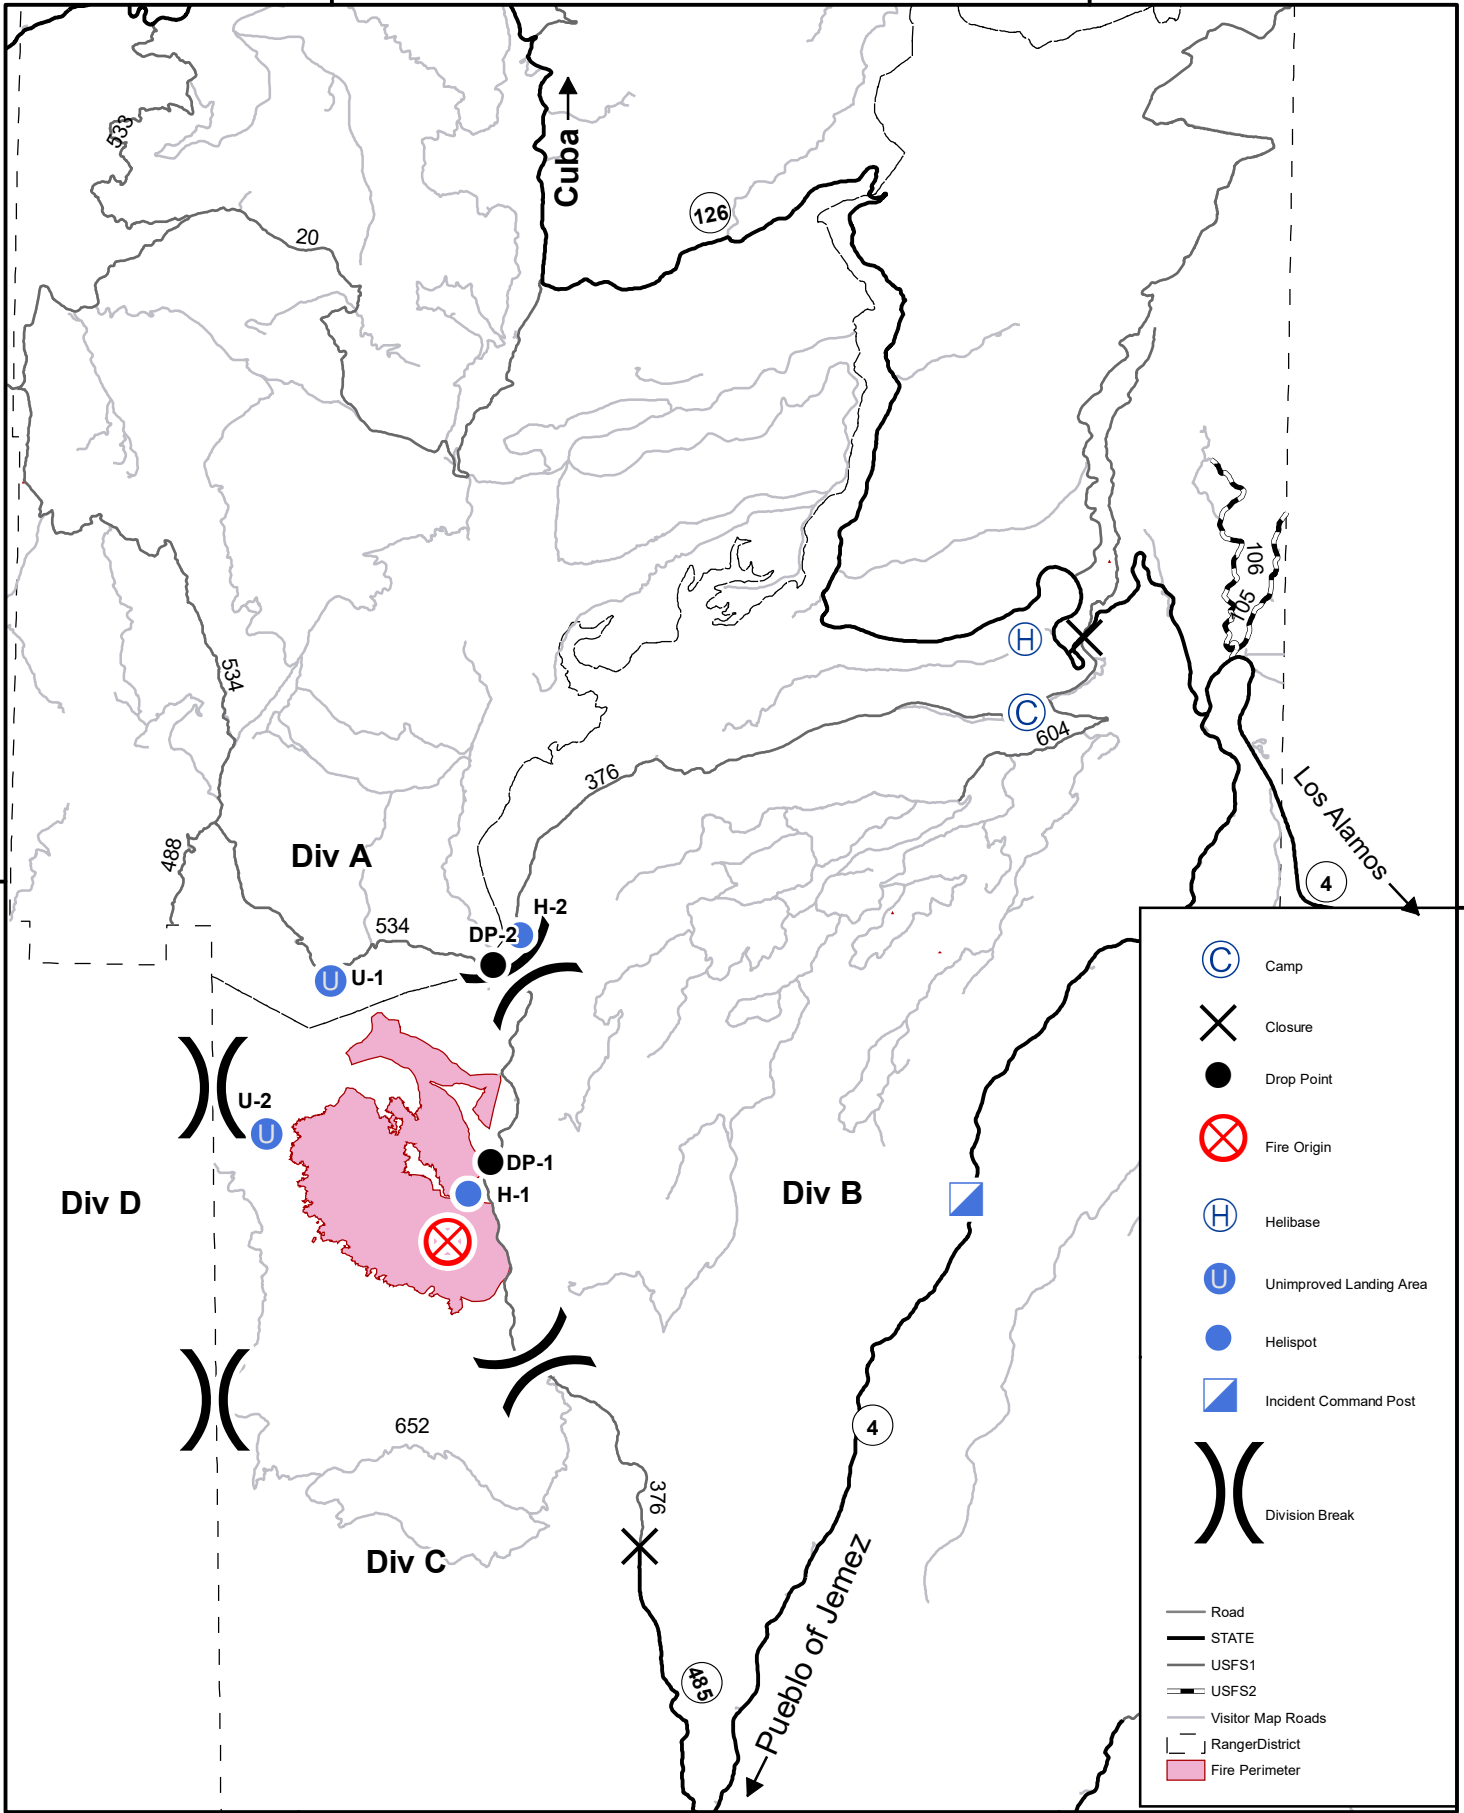 533
Cuba
126
20
106
105
534
H
C
604
376
Los Alamos
4
488
Div A
H-2
534
DP-2
U
U-1
U-2
U
DP-1
Div D
H-1
Div B
652
4
376
Div C
Pueblo of Jemez
485
C
Camp
Closure
Drop Point
Fire Origin
H
Helibase
U
Unimproved Landing Area
Helispot
Incident Command Post
Division Break
Road
STATE
USFS1
USFS2
Visitor Map Roads
RangerDistrict
Fire Perimeter